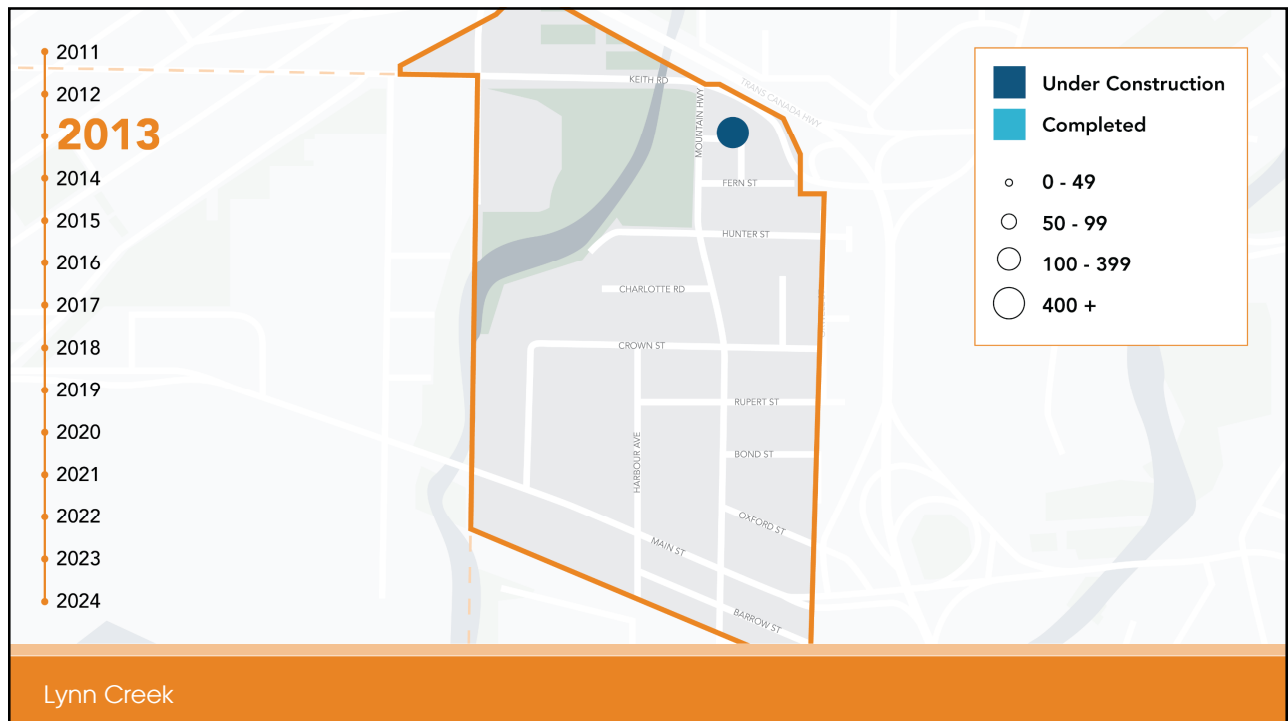 2011
2012
2013
2014
2015
2016
2017
2018
2019
2020
2021
2022
2023
2024
KEITH RD
TRANS CANADA HWY
MOUNTAIN HWY
FERN ST
HUNTER ST
CHARLOTTE RD
CROWN ST
RUPERT ST
HARBOUR AVE
BOND ST
OXFORD ST
MAIN ST
BARROW ST
Under Construction
Completed
0 - 49
50 - 99
100 - 399
400 +
Lynn Creek